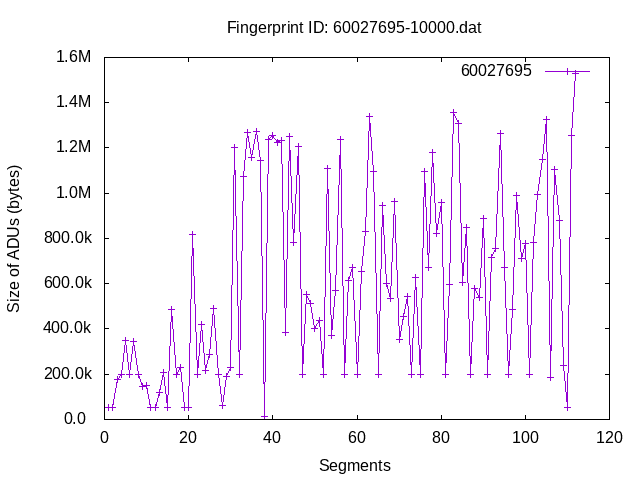 Fingerprint ID: 60027695-10000.dat
60027695
1.6M
1.4M
1.2M
1.0M
800.0k
600.0k
400.0k
200.0k
0.0
Size of ADUs (bytes)
0 20 40 60 80 100 120
Segments